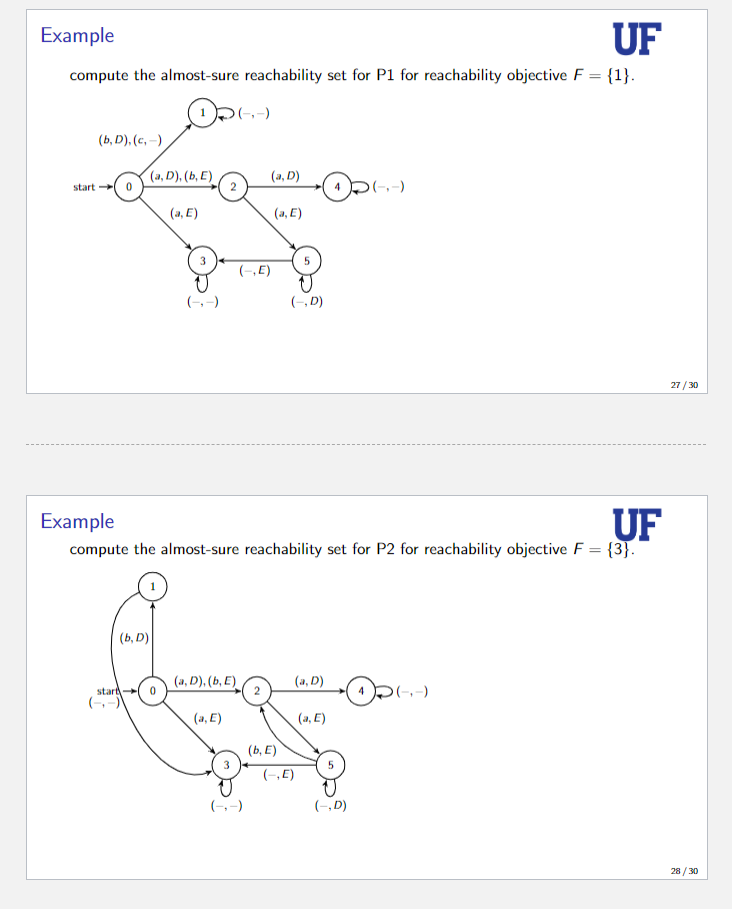 Example
UF
compute the almost-sure reachability set for P1 for reachability objective F = {1}.
1
(−, −)
(b, D), (c, −)
(a, D), (b, E)
(a, D)
start
0
2
4
(−, −)
(a, E)
(a, E)
3
5
(−, E)
(−, −)
(−, D)
27 / 30
Example
UF
compute the almost-sure reachability set for P2 for reachability objective F = {3}.
1
(b, D)
(a, D), (b, E)
(a, D)
start
0
2
4
(−, −)
(−, −)
(a, E)
(a, E)
(b, E)
3
5
(−, E)
(−, −)
(−, D)
28 / 30